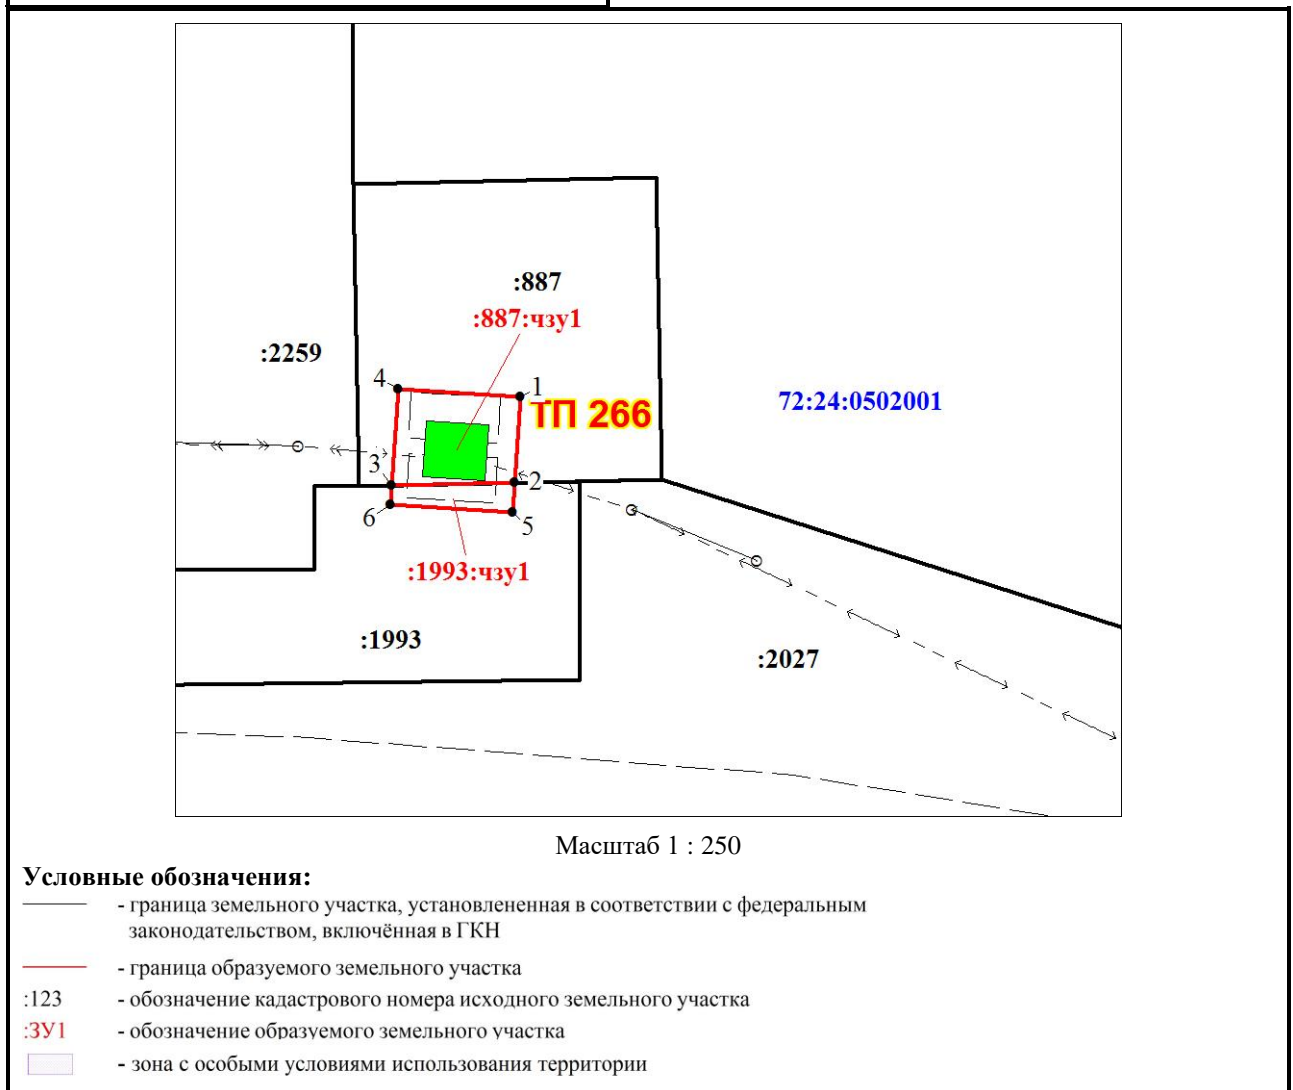 :887
:887:чзу1
:2259
4
1
ТП 266
72:24:0502001
3
2
6
5
:1993:чзу1
:1993
:2027
Масштаб 1 : 250
Условные обозначения:
- граница земельного участка, установлененная в соответствии с федеральным
законодательством, включённая в ГКН
- граница образуемого земельного участка
:123 - обозначение кадастрового номера исходного земельного участка
:ЗУ1 - обозначение образуемого земельного участка
- зона с особыми условиями использования территории